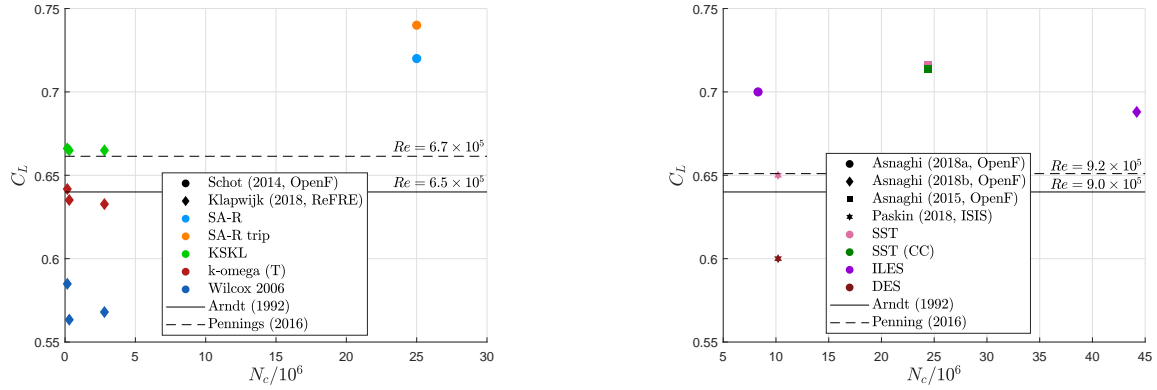 0.75
0.7
0.65
0.6
0.55
C_L
0
5
10
15
20
25
30
N_c/10^6
Re = 6.7 × 10^5
Re = 6.5 × 10^5
Schot (2014, OpenF)
Klapwijk (2018, ReFRE)
SA-R
SA-R trip
KSKL
k-omega (T)
Wilcox 2006
Arndt (1992)
Pennings (2016)
0.75
0.7
0.65
0.6
0.55
C_L
5
10
15
20
25
30
35
40
45
N_c/10^6
Re = 9.2 × 10^5
Re = 9.0 × 10^5
Asnaghi (2018a, OpenF)
Asnaghi (2018b, OpenF)
Asnaghi (2015, OpenF)
Paskin (2018, ISIS)
SST
SST (CC)
ILES
DES
Arndt (1992)
Penning (2016)